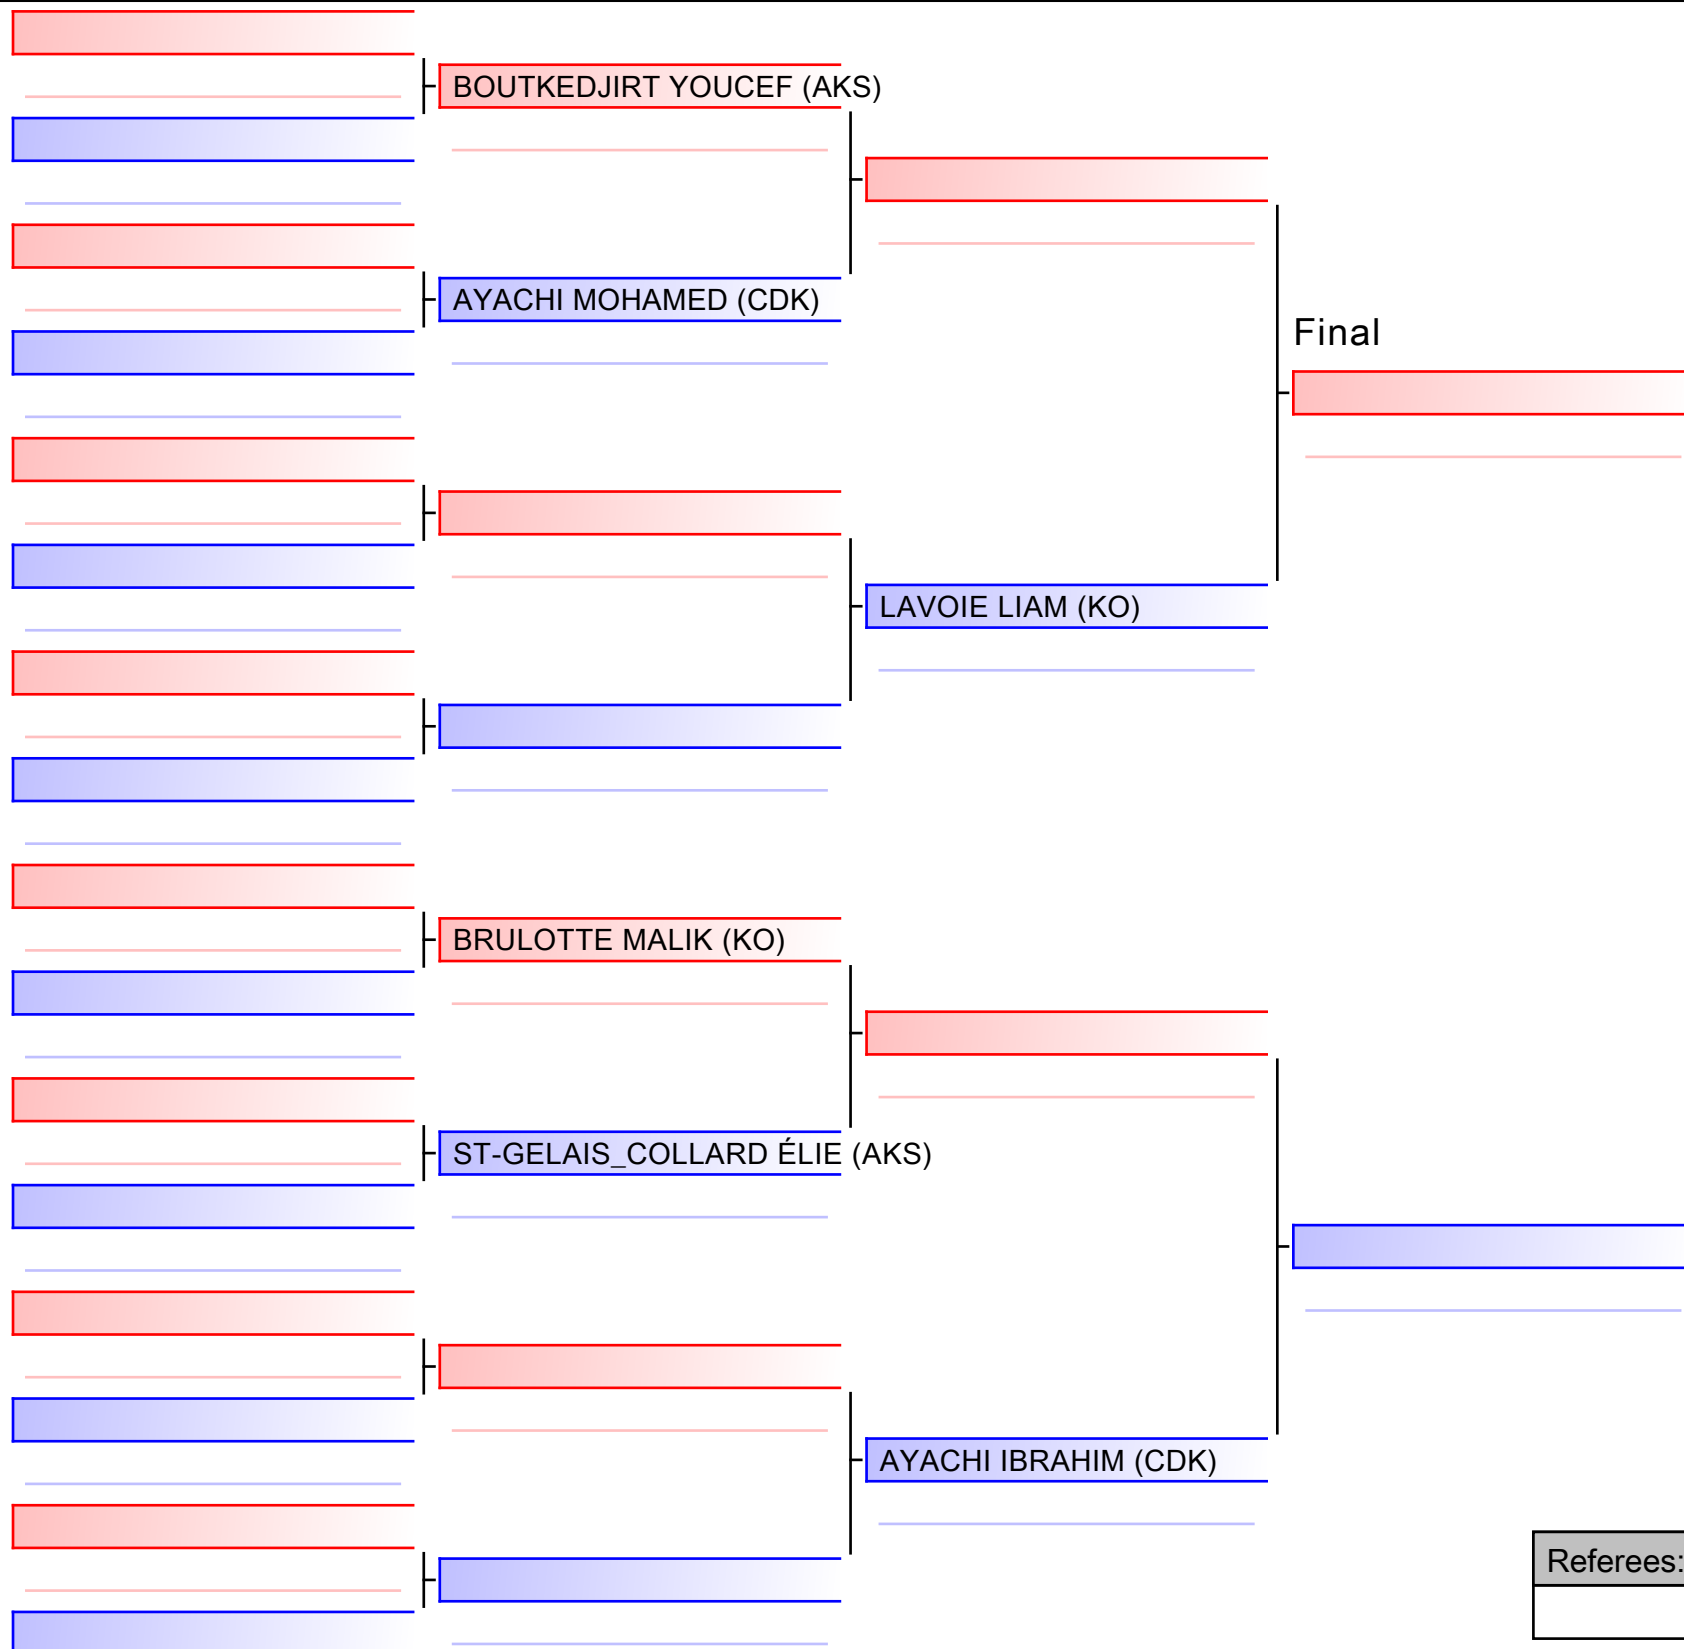 BOUTKEDJIRT YOUCEF (AKS)
AYACHI MOHAMED (CDK)
Final
LAVOIE LIAM (KO)
BRULOTTE MALIK (KO)
ST-GELAIS_COLLARD ÉLIE (AKS)
AYACHI IBRAHIM (CDK)
Referees: